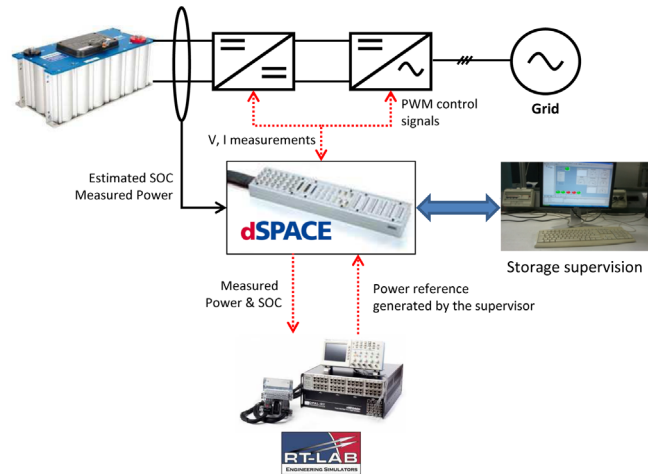 PWM control
signals
Grid
V, I measurements
Estimated SOC
Measured Power
dSPACE
Storage supervision
Measured
Power & SOC
Power reference
generated by the supervisor
RT-LAB
ENGINEERING SIMULATORS